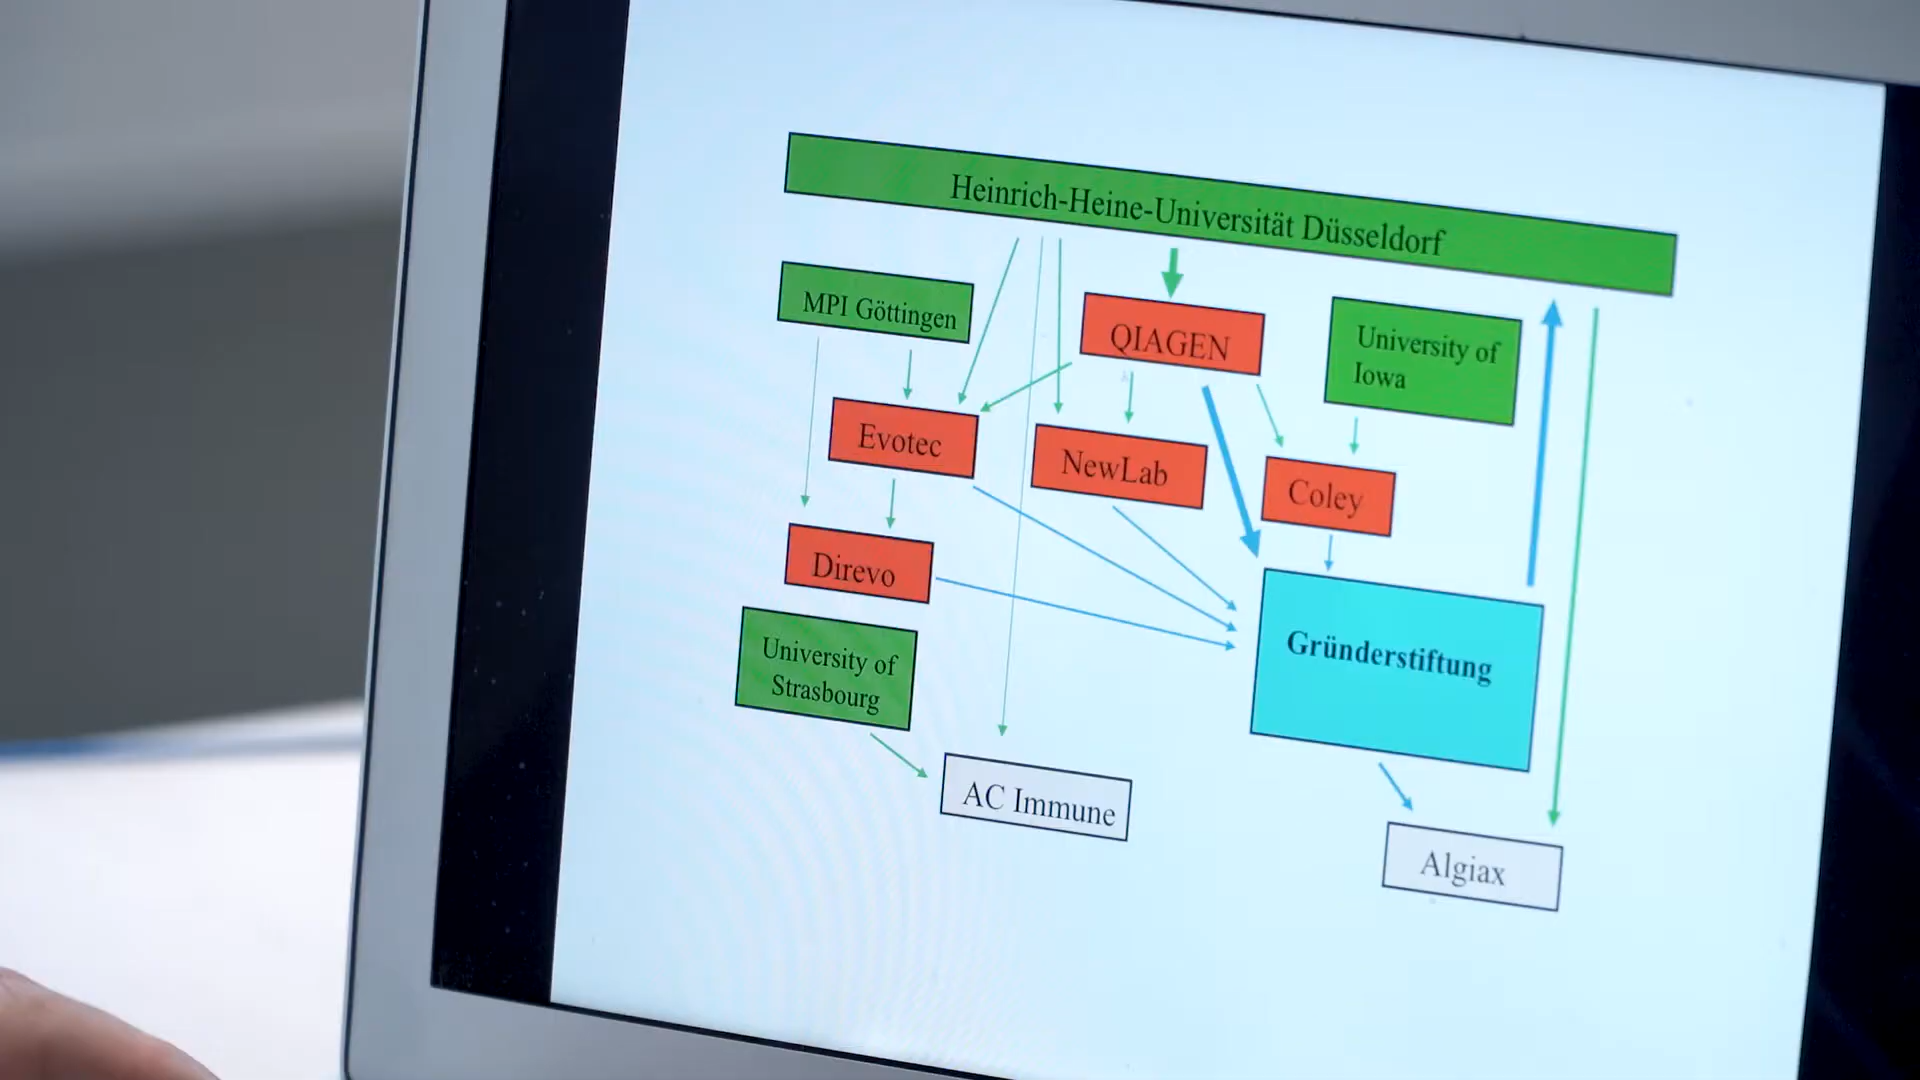 Heinrich-Heine-Universität Düsseldorf
MPI Göttingen
QIAGEN
University of
Iowa
Evotec
NewLab
Coley
Direvo
University of
Strasbourg
Gründerstiftung
AC Immune
Algiax